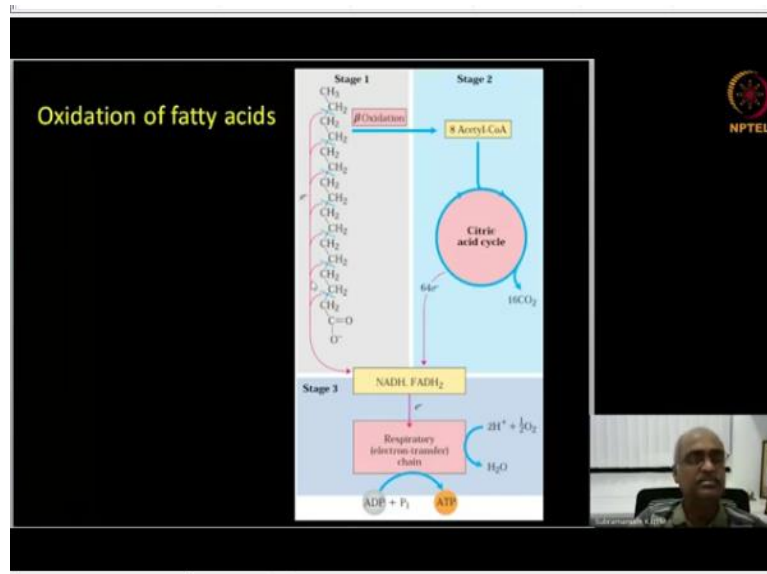 Oxidation of fatty acids
NPTEL
Stage 1
Stage 2
CH₃
CH₂
CH₂
CH₂
CH₂
CH₂
CH₂
CH₂
CH₂
CH₂
CH₂
CH₂
CH₂
CH₂
CH₂
C=O
O⁻
e⁻
β Oxidation
8 Acetyl-CoA
Citric
acid cycle
64e⁻
16CO₂
Stage 3
NADH, FADH₂
e⁻
Respiratory
(electron-transfer)
chain
2H⁺ + ½O₂
H₂O
ADP + Pᵢ
ATP